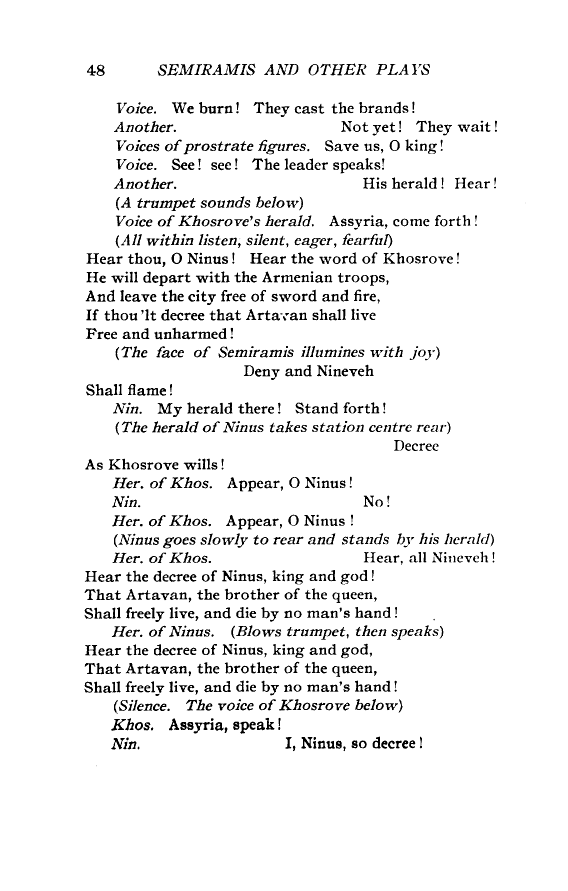 48 SEMIRAMIS AND OTHER PLAYS
Voice. We burn! They cast the brands!
Another. Not yet! They wait!
Voices of prostrate figures. Save us, O king!
Voice. See! see! The leader speaks!
Another. His herald! Hear!
(A trumpet sounds below)
Voice of Khosrove's herald. Assyria, come forth!
(All within listen, silent, eager, fearful)
Hear thou, O Ninus! Hear the word of Khosrove!
He will depart with the Armenian troops,
And leave the city free of sword and fire,
If thou 'lt decree that Artavan shall live
Free and unharmed!
(The face of Semiramis illumines with joy)
Deny and Nineveh
Shall flame!
Nin. My herald there! Stand forth!
(The herald of Ninus takes station centre rear)
Decree
As Khosrove wills!
Her. of Khos. Appear, O Ninus!
Nin. No!
Her. of Khos. Appear, O Ninus!
(Ninus goes slowly to rear and stands by his herald)
Her. of Khos. Hear, all Nineveh!
Hear the decree of Ninus, king and god!
That Artavan, the brother of the queen,
Shall freely live, and die by no man's hand!
Her. of Ninus. (Blows trumpet, then speaks)
Hear the decree of Ninus, king and god,
That Artavan, the brother of the queen,
Shall freely live, and die by no man's hand!
(Silence. The voice of Khosrove below)
Khos. Assyria, speak!
Nin. I, Ninus, so decree!